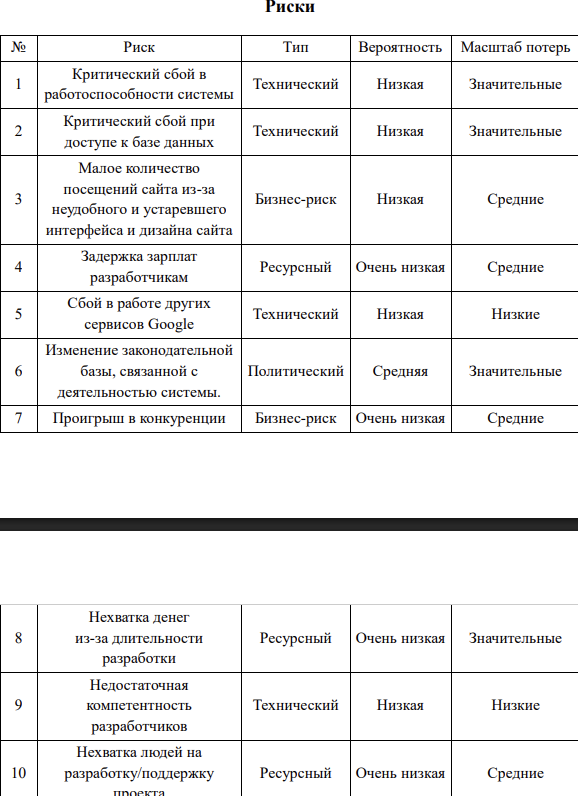 Риски
№ Риск Тип Вероятность Масштаб потерь
1 Критический сбой в работоспособности системы Технический Низкая Значительные
2 Критический сбой при доступе к базе данных Технический Низкая Значительные
3 Малое количество посещений сайта из-за неудобного и устаревшего интерфейса и дизайна сайта Бизнес-риск Низкая Средние
4 Задержка зарплат разработчикам Ресурсный Очень низкая Средние
5 Сбой в работе других сервисов Google Технический Низкая Низкие
6 Изменение законодательной базы, связанной с деятельностью системы. Политический Средняя Значительные
7 Проигрыш в конкуренции Бизнес-риск Очень низкая Средние
8 Нехватка денег из-за длительности разработки Ресурсный Очень низкая Значительные
9 Недостаточная компетентность разработчиков Технический Низкая Низкие
10 Нехватка людей на разработку/поддержку проекта Ресурсный Очень низкая Средние